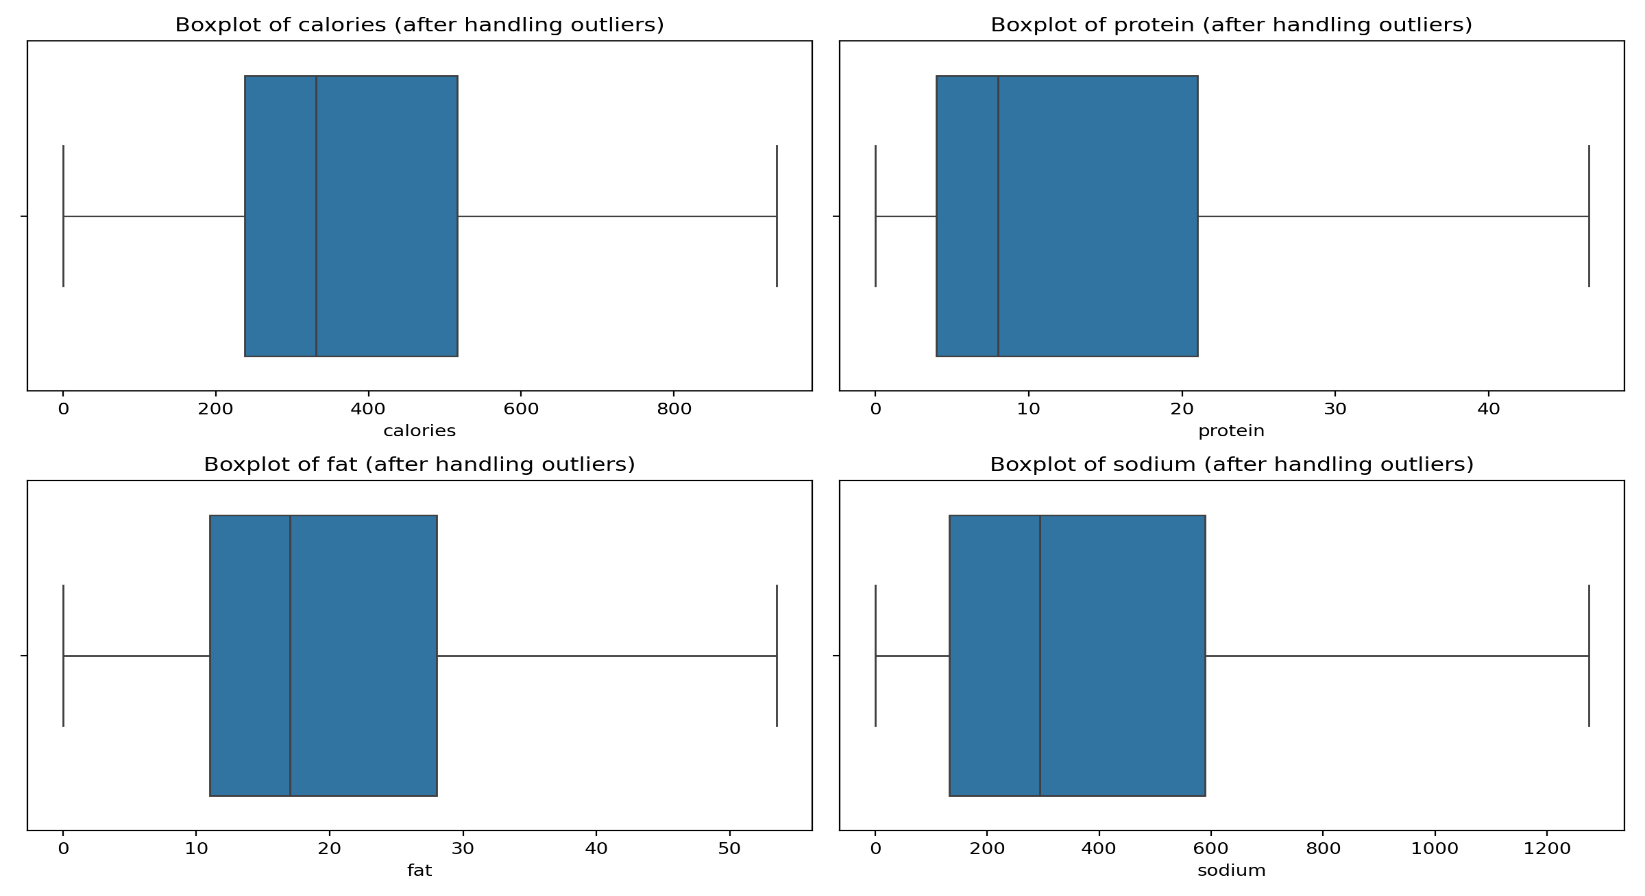 Boxplot of calories (after handling outliers)
0 200 400 600 800
calories
Boxplot of protein (after handling outliers)
0 10 20 30 40
protein
Boxplot of fat (after handling outliers)
0 10 20 30 40 50
fat
Boxplot of sodium (after handling outliers)
0 200 400 600 800 1000 1200
sodium